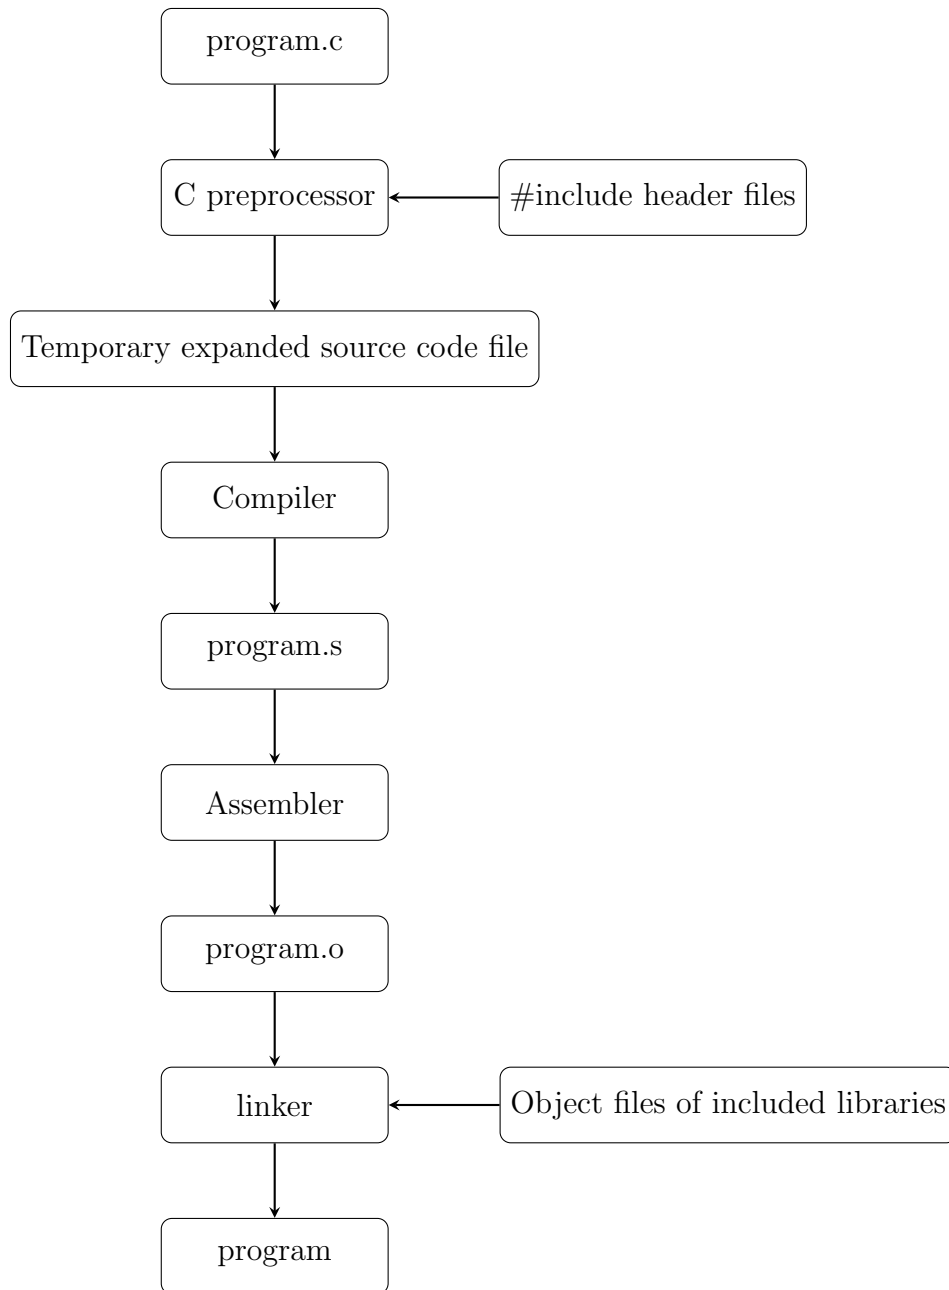 program.c
C preprocessor
#include header files
Temporary expanded source code file
Compiler
program.s
Assembler
program.o
linker
Object files of included libraries
program